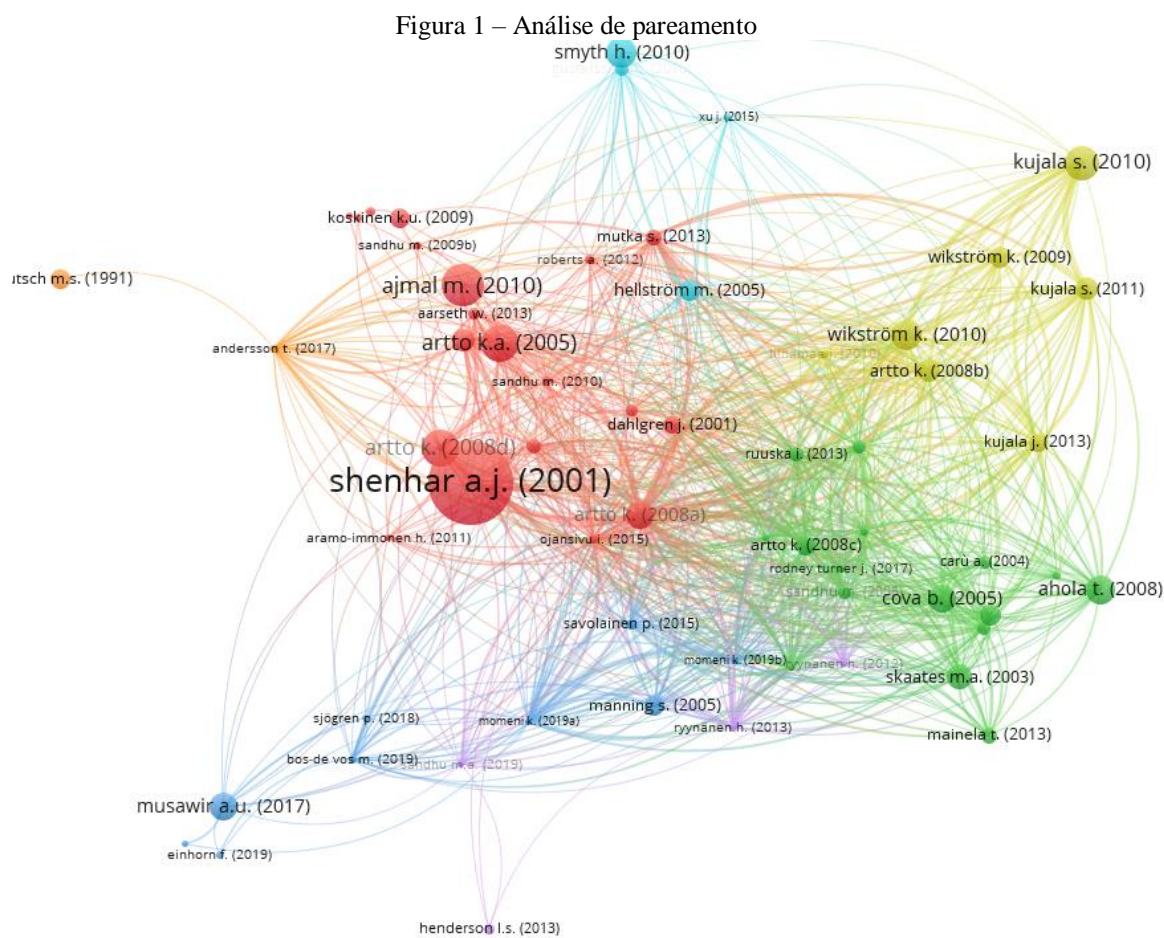 Figura 1 – Análise de pareamento
smyth h. (2010)
xu j. (2015)
kujala s. (2010)
koskinen k.u. (2009)
mutka s. (2013)
sandhu m. (2009b)
roberts a. (2012)
wikström k. (2009)
utsch m.s. (1991)
ajmal m. (2010)
hellström m. (2005)
kujala s. (2011)
aarseth w. (2013)
artto k.a. (2005)
wikström k. (2010)
andersson t. (2017)
artto k. (2008b)
sandhu m. (2010)
dahlgren j. (2001)
artto k. (2008d)
kujala j. (2013)
ruuska i. (2013)
shenhar a.j. (2001)
artto k. (2008a)
aramo-immonen h. (2011)
ojansivu i. (2015)
artto k. (2008c)
carù a. (2004)
rodney turner j. (2017)
ahola t. (2008)
cova b. (2005)
savolainen p. (2015)
momeni k. (2019b)
ryynänen h. (2012)
skaates m.a. (2003)
manning s. (2005)
sjögren p. (2018)
momeni k. (2019a)
ryynänen h. (2013)
mainela t. (2013)
bos-de vos m. (2019)
sandhu m.a. (2019)
musawir a.u. (2017)
einhorn f. (2019)
henderson l.s. (2013)